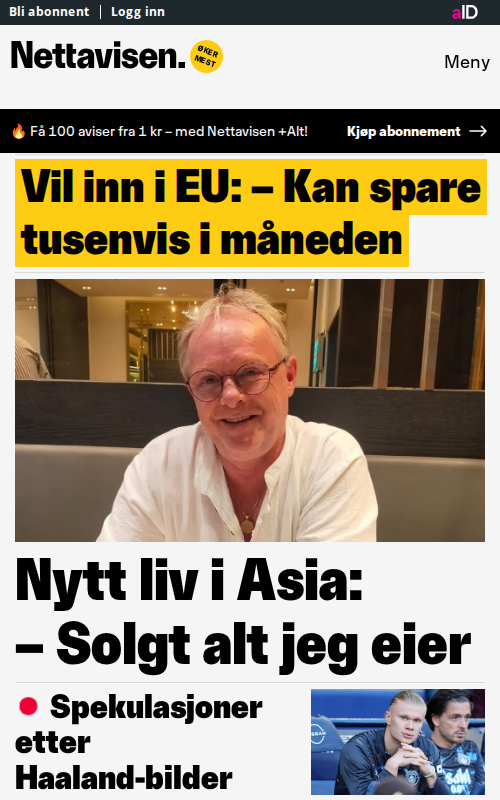 Bli abonnent | Logg inn
aID
Nettavisen.
ØKER
MEST
Meny
🔥 Få 100 aviser fra 1 kr – med Nettavisen +Alt!
Kjøp abonnement →
Vil inn i EU: – Kan spare
tusenvis i måneden
Nytt liv i Asia:
– Solgt alt jeg eier
Spekulasjoner
etter
Haaland-bilder